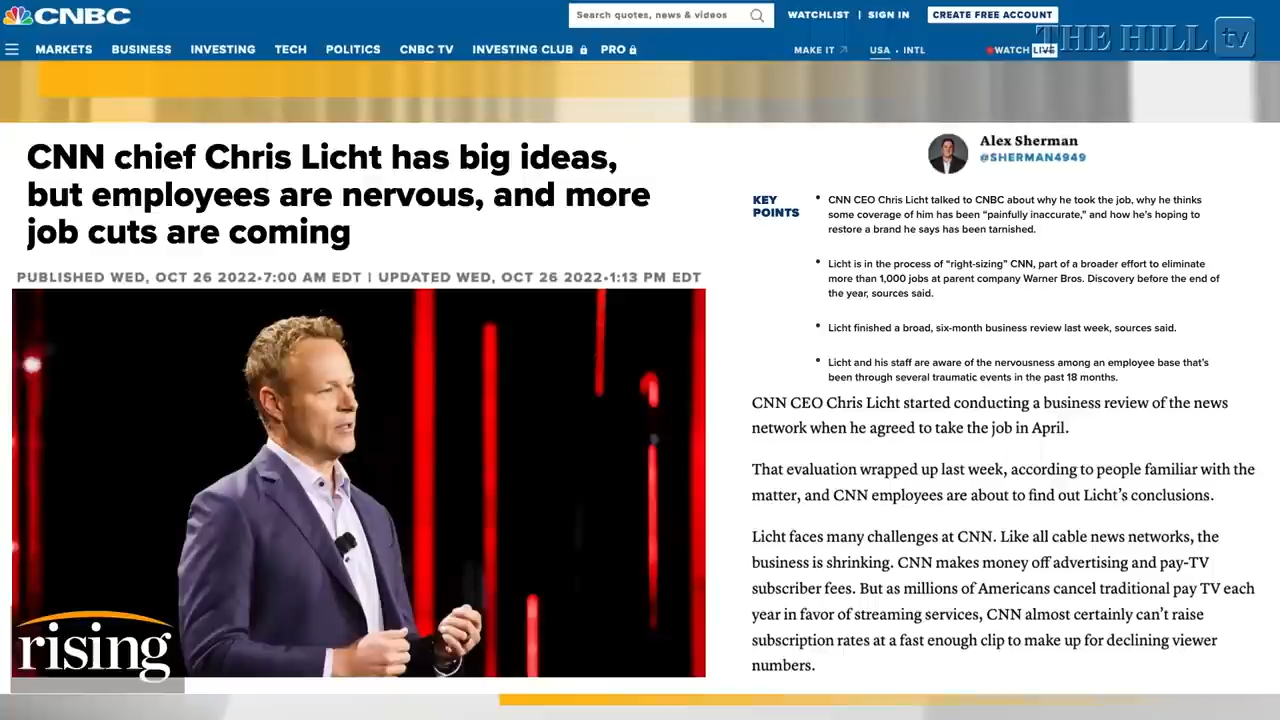 CNBC
Search quotes, news & videos
WATCHLIST | SIGN IN
CREATE FREE ACCOUNT
THE HILL tv
MARKETS BUSINESS INVESTING TECH POLITICS CNBC TV INVESTING CLUB PRO
MAKE IT USA • INTL WATCH LIVE
CNN chief Chris Licht has big ideas,
but employees are nervous, and more
job cuts are coming
PUBLISHED WED, OCT 26 2022•7:00 AM EDT | UPDATED WED, OCT 26 2022•1:13 PM EDT
rising
Alex Sherman
@SHERMAN4949
KEY
POINTS
• CNN CEO Chris Licht talked to CNBC about why he took the job, why he thinks
some coverage of him has been “painfully inaccurate,” and how he's hoping to
restore a brand he says has been tarnished.
• Licht is in the process of “right-sizing” CNN, part of a broader effort to eliminate
more than 1,000 jobs at parent company Warner Bros. Discovery before the end of
the year, sources said.
• Licht finished a broad, six-month business review last week, sources said.
• Licht and his staff are aware of the nervousness among an employee base that's
been through several traumatic events in the past 18 months.
CNN CEO Chris Licht started conducting a business review of the news
network when he agreed to take the job in April.
That evaluation wrapped up last week, according to people familiar with the
matter, and CNN employees are about to find out Licht’s conclusions.
Licht faces many challenges at CNN. Like all cable news networks, the
business is shrinking. CNN makes money off advertising and pay-TV
subscriber fees. But as millions of Americans cancel traditional pay TV each
year in favor of streaming services, CNN almost certainly can’t raise
subscription rates at a fast enough clip to make up for declining viewer
numbers.